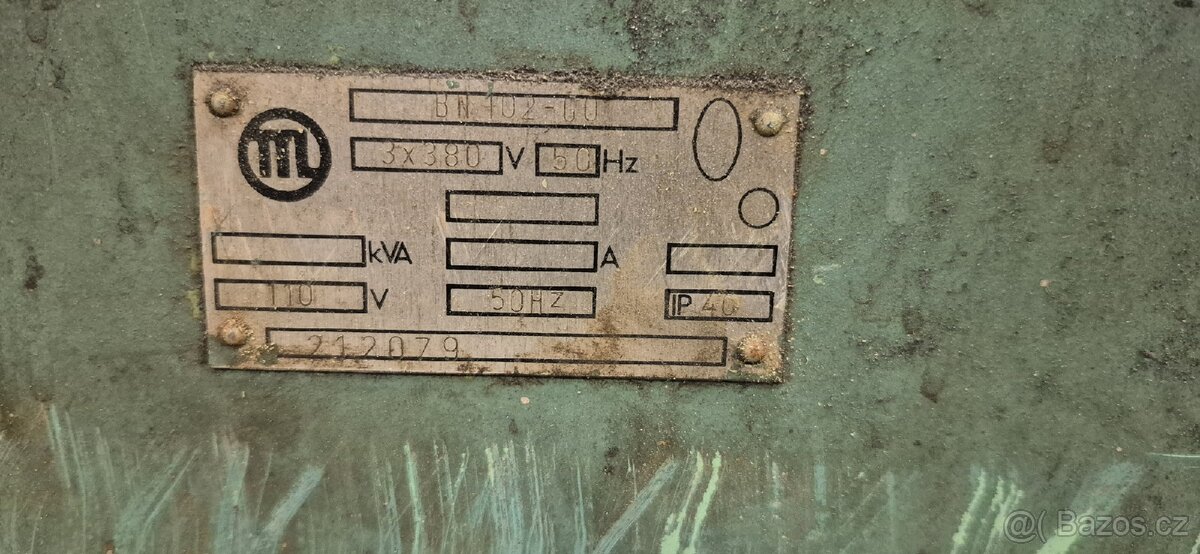 m
BN 102-00
3x380 V 50 Hz
kVA A
110 V 50Hz IP 40
212079
@( Bazos.cz